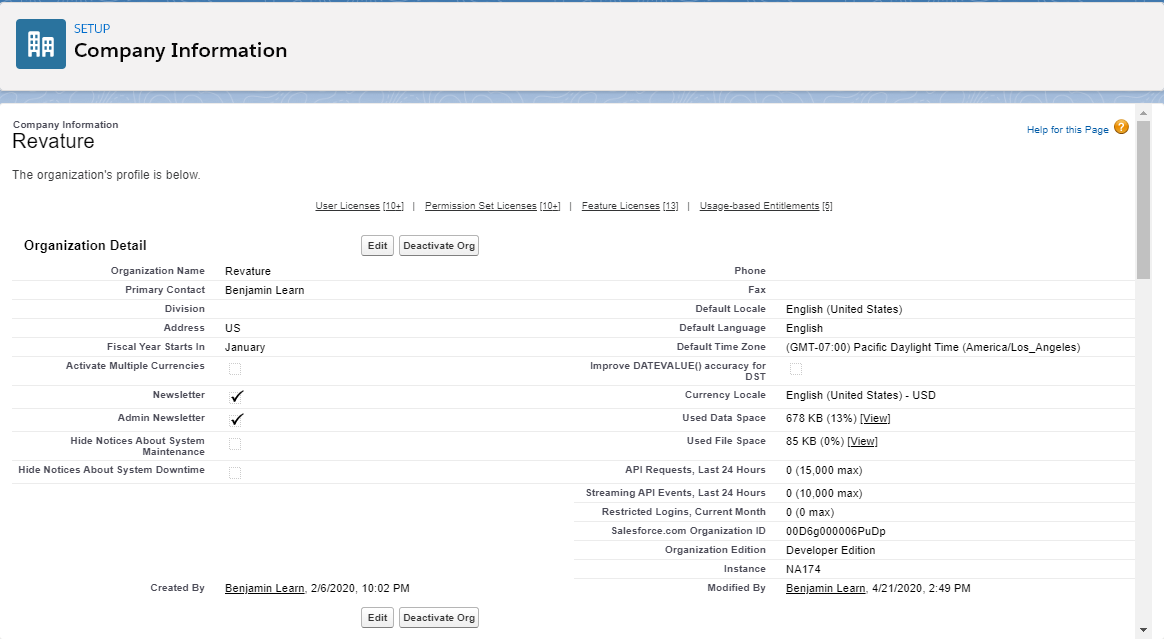 SETUP
Company Information
Company Information
Revature
Help for this Page ?
The organization's profile is below.
User Licenses [10+] | Permission Set Licenses [10+] | Feature Licenses [13] | Usage-based Entitlements [5]
Organization Detail Edit Deactivate Org
Organization Name Revature Phone
Primary Contact Benjamin Learn Fax
Division Default Locale English (United States)
Address US Default Language English
Fiscal Year Starts In January Default Time Zone (GMT-07:00) Pacific Daylight Time (America/Los_Angeles)
Activate Multiple Currencies Improve DATEVALUE() accuracy for
DST
Newsletter Currency Locale English (United States) - USD
Admin Newsletter Used Data Space 678 KB (13%) [View]
Hide Notices About System Used File Space 85 KB (0%) [View]
Maintenance
Hide Notices About System Downtime API Requests, Last 24 Hours 0 (15,000 max)
Streaming API Events, Last 24 Hours 0 (10,000 max)
Restricted Logins, Current Month 0 (0 max)
Salesforce.com Organization ID 00D6g000006PuDp
Organization Edition Developer Edition
Instance NA174
Created By Benjamin Learn, 2/6/2020, 10:02 PM Modified By Benjamin Learn, 4/21/2020, 2:49 PM
Edit Deactivate Org